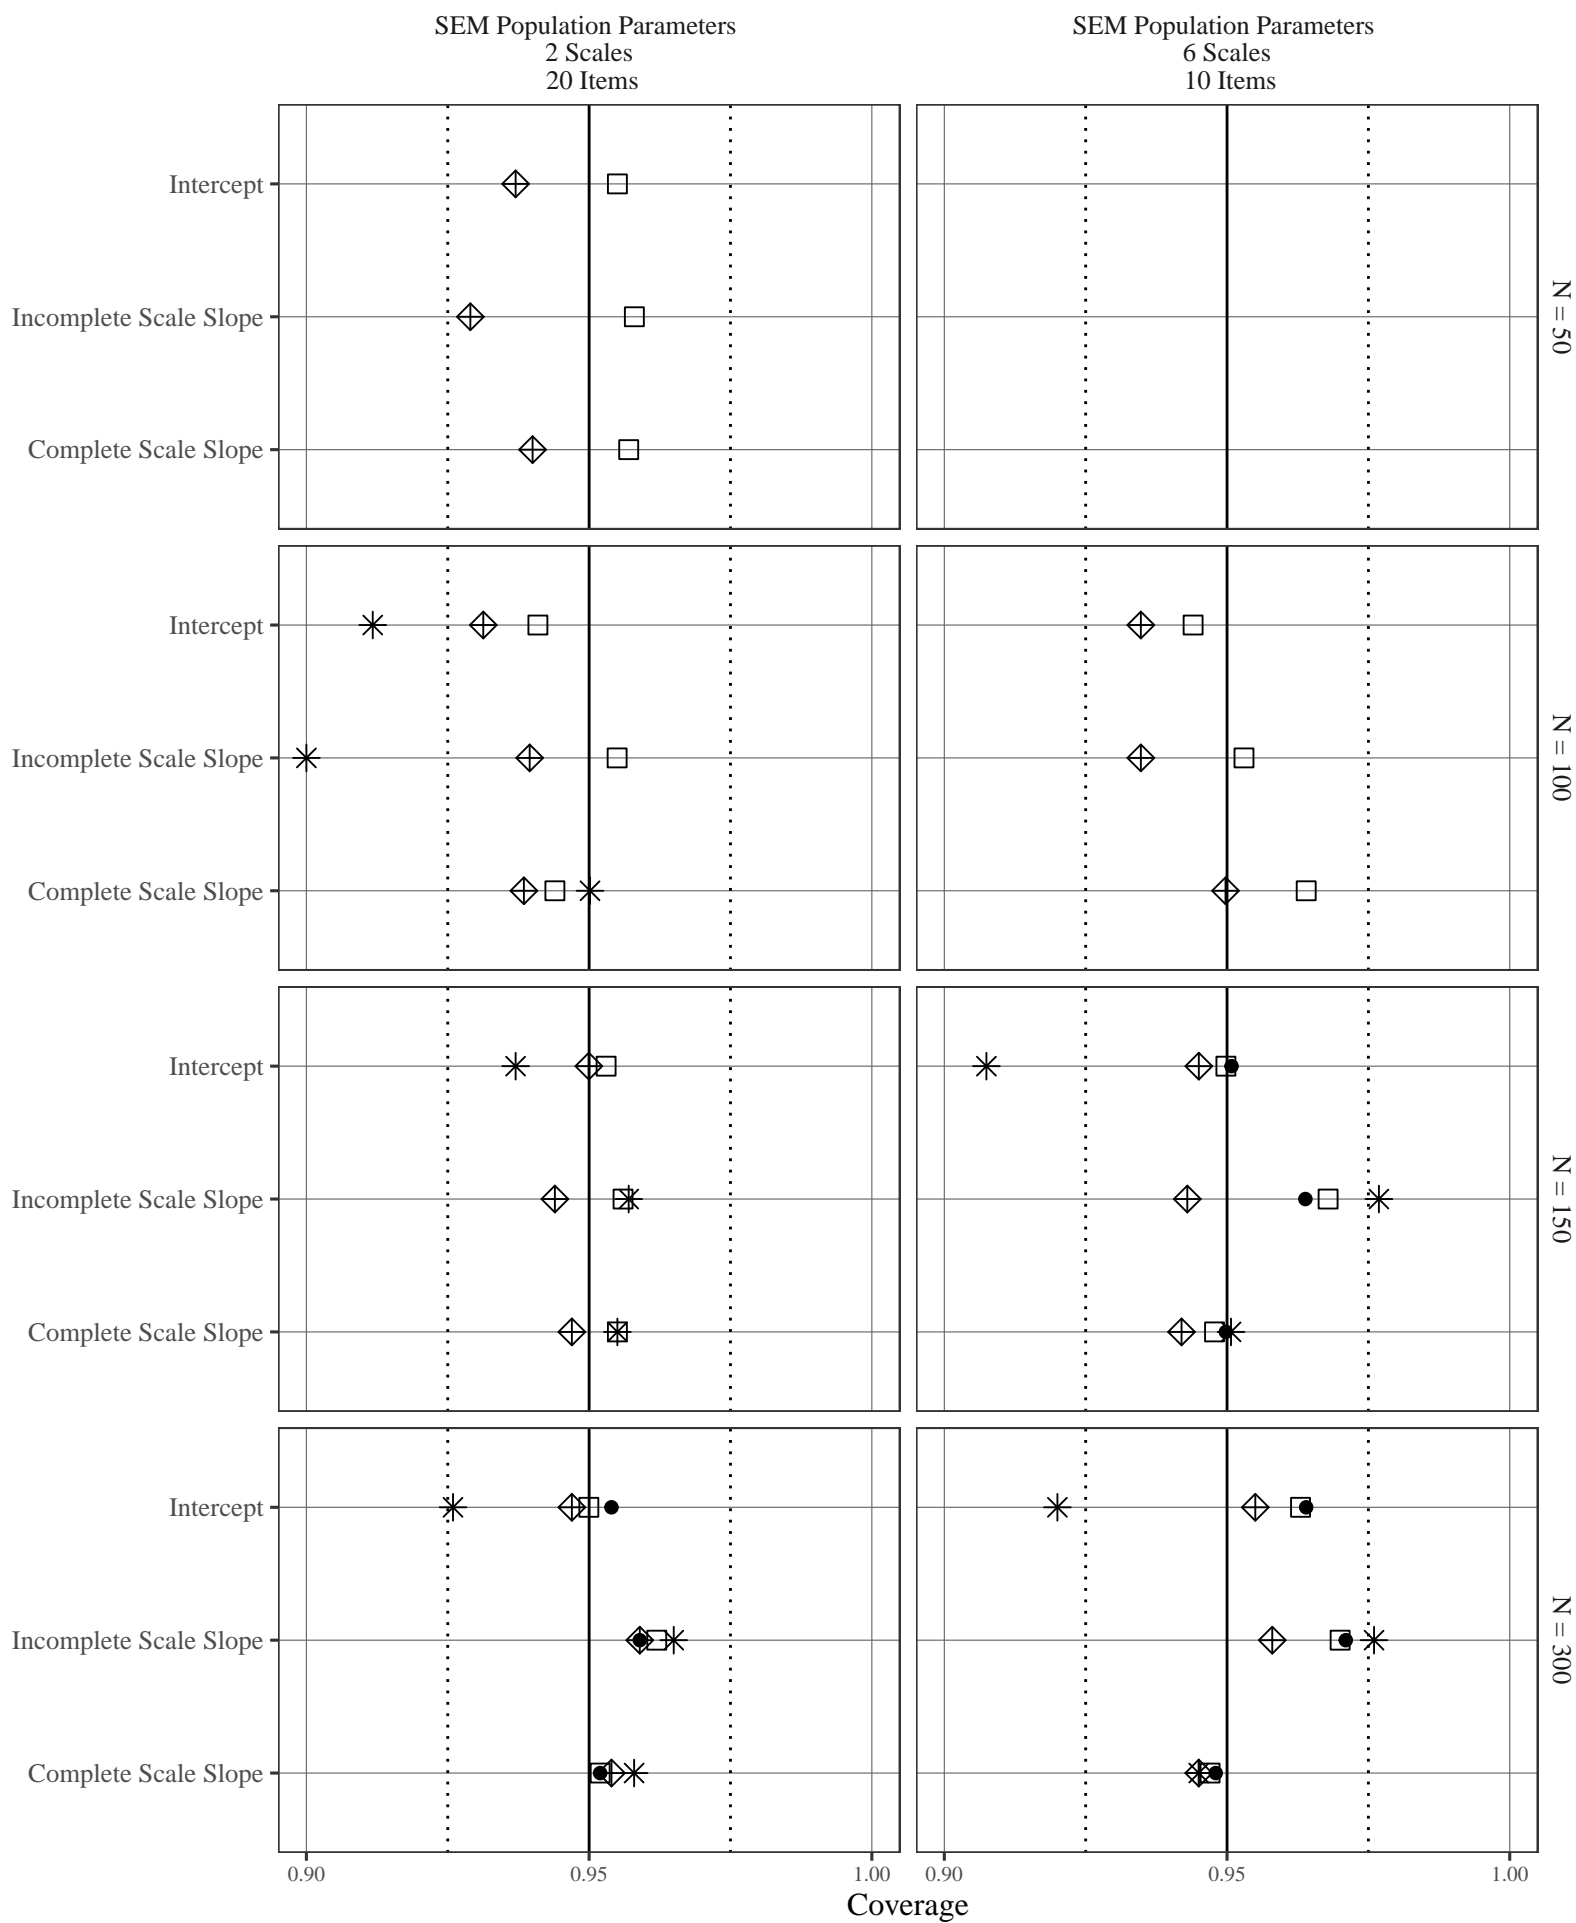 SEM Population Parameters
2 Scales
20 Items
SEM Population Parameters
6 Scales
10 Items
Intercept
Incomplete Scale Slope
Complete Scale Slope
N = 50
Intercept
Incomplete Scale Slope
Complete Scale Slope
N = 100
Intercept
Incomplete Scale Slope
Complete Scale Slope
N = 150
Intercept
Incomplete Scale Slope
Complete Scale Slope
N = 300
0.90 0.95 1.00 0.90 0.95 1.00
Coverage